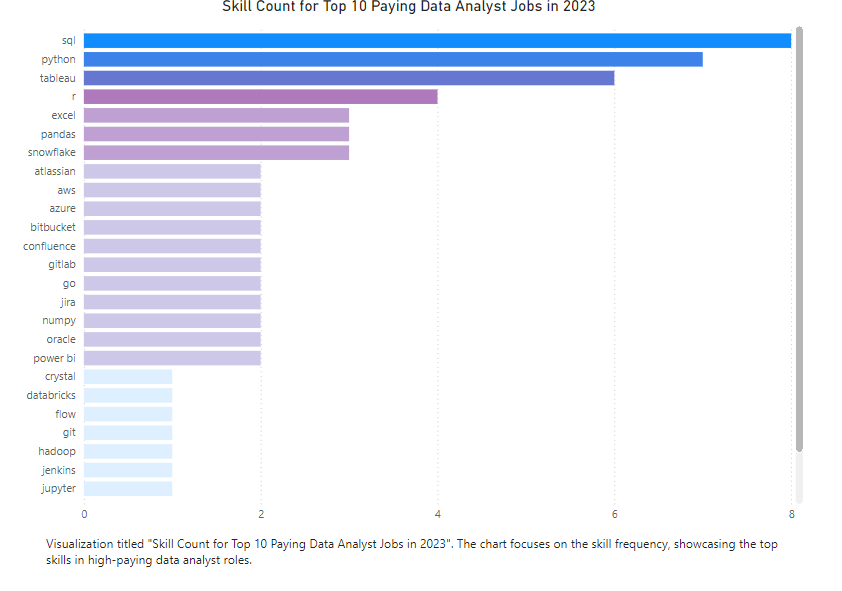 Skill Count for Top 10 Paying Data Analyst Jobs in 2023
sql
python
tableau
r
excel
pandas
snowflake
atlassian
aws
azure
bitbucket
confluence
gitlab
go
jira
numpy
oracle
power bi
crystal
databricks
flow
git
hadoop
jenkins
jupyter
0 2 4 6 8
Visualization titled "Skill Count for Top 10 Paying Data Analyst Jobs in 2023". The chart focuses on the skill frequency, showcasing the top
skills in high-paying data analyst roles.